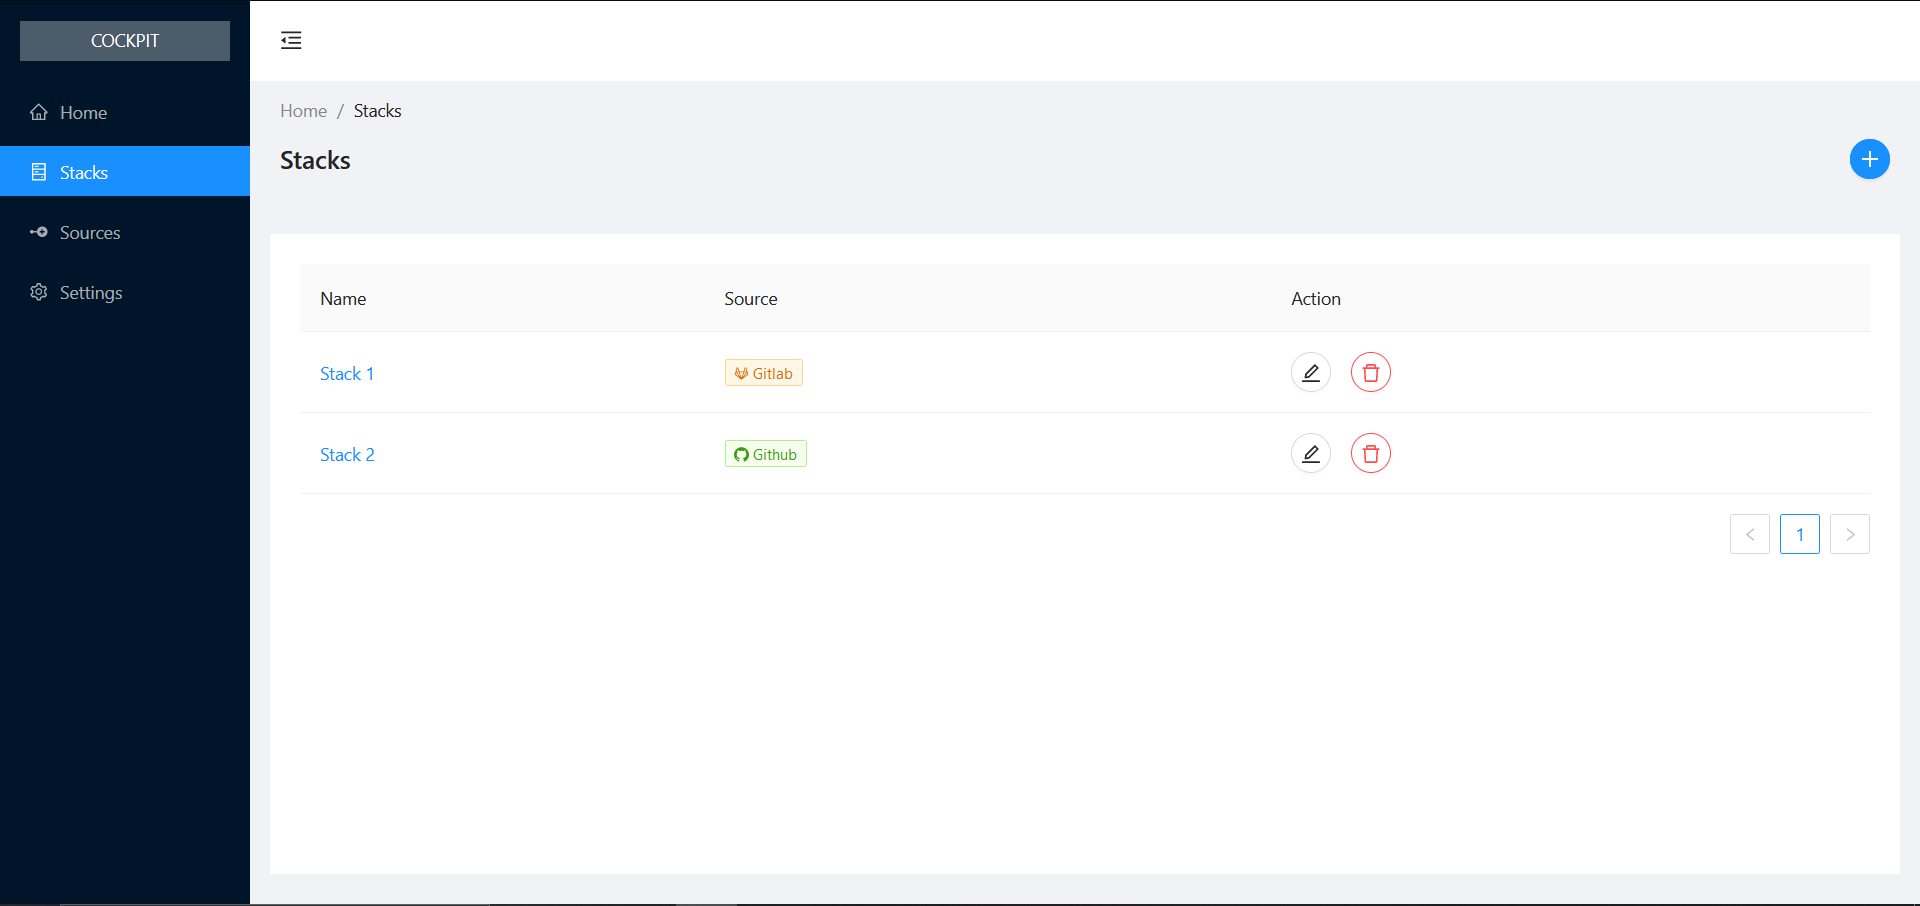 COCKPIT
Home
Stacks
Sources
Settings
Home / Stacks
Stacks
Name Source Action
Stack 1 Gitlab
Stack 2 Github
< 1 >